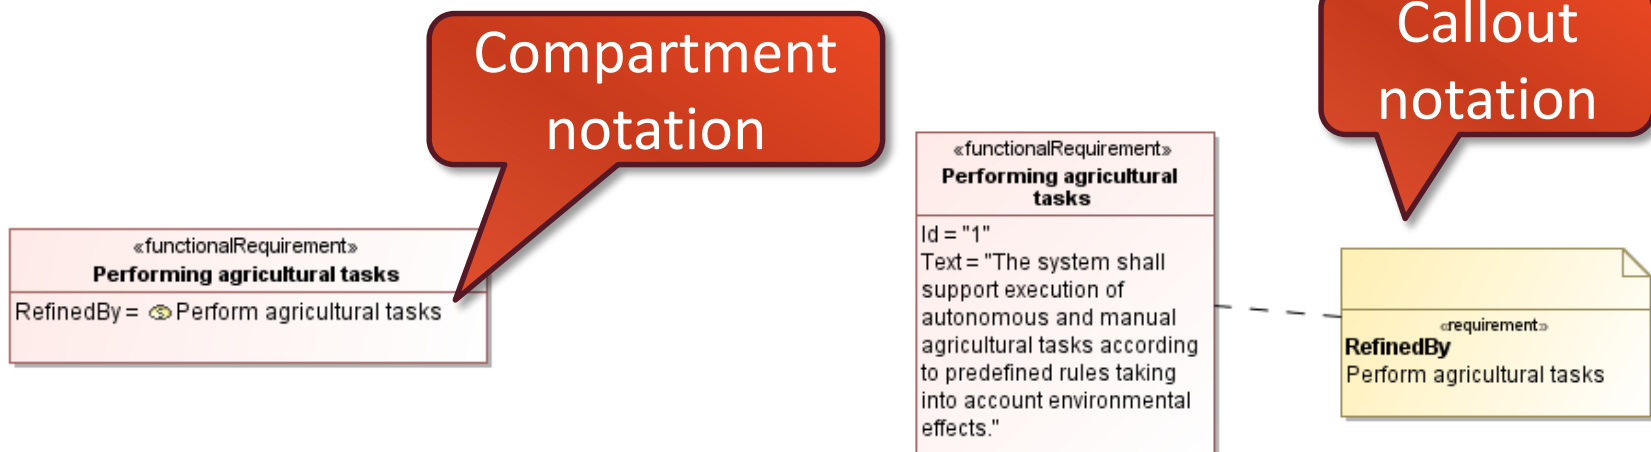 Compartment
notation
«functionalRequirement»
Performing agricultural tasks
RefinedBy = Perform agricultural tasks
«functionalRequirement»
Performing agricultural
tasks
Id = "1"
Text = "The system shall
support execution of
autonomous and manual
agricultural tasks according
to predefined rules taking
into account environmental
effects."
Callout
notation
«requirement»
RefinedBy
Perform agricultural tasks